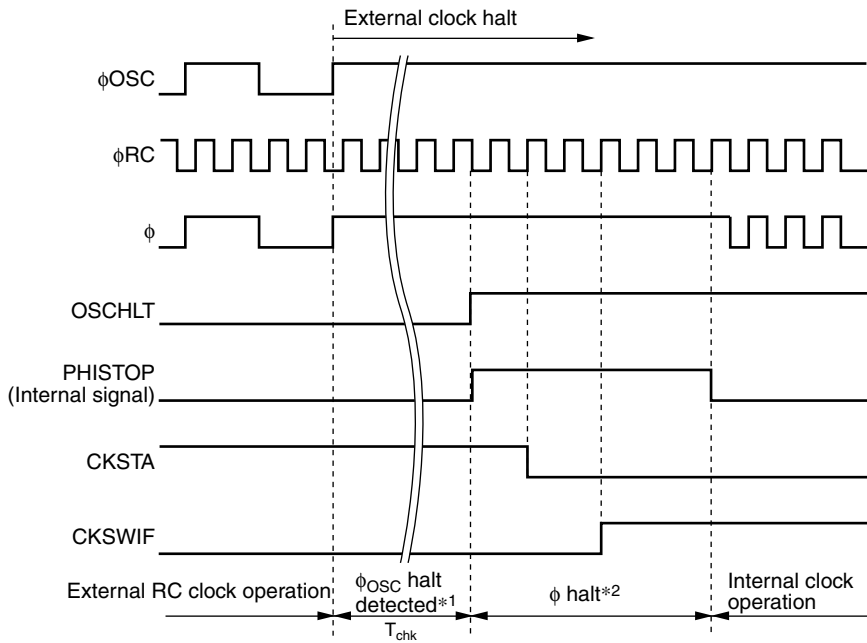 External clock halt
ϕOSC
ϕRC
ϕ
OSCHLT
PHISTOP
(Internal signal)
CKSTA
CKSWIF
External RC clock operation
ϕOSC halt
detected*1
Tchk
ϕ halt*2
Internal clock
operation